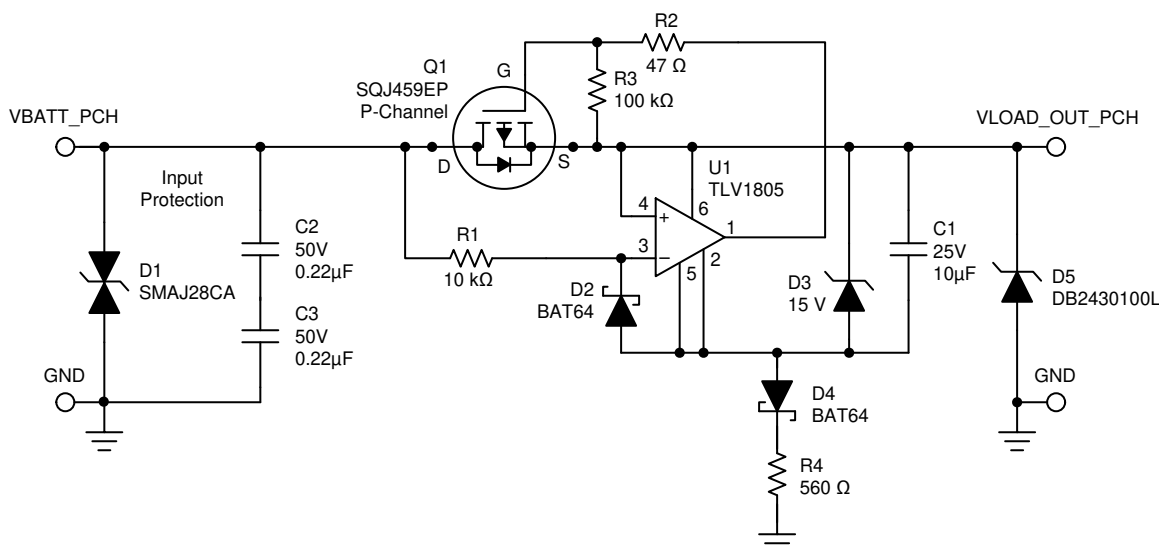 R2
47 Ω
Q1
SQJ459EP
P-Channel
G
R3
100 kΩ
VBATT_PCH
VLOAD_OUT_PCH
D
S
U1
TLV1805
Input
Protection
4
+
6
1
3
−
2
5
C2
50V
0.22µF
R1
10 kΩ
C1
25V
10µF
D1
SMAJ28CA
D2
BAT64
D3
15 V
D5
DB2430100L
C3
50V
0.22µF
GND
GND
D4
BAT64
R4
560 Ω